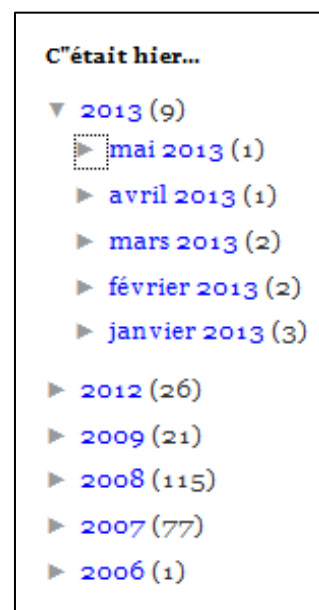 C"était hier...
▼ 2013 (9)
► mai 2013 (1)
► avril 2013 (1)
► mars 2013 (2)
► février 2013 (2)
► janvier 2013 (3)
► 2012 (26)
► 2009 (21)
► 2008 (115)
► 2007 (77)
► 2006 (1)